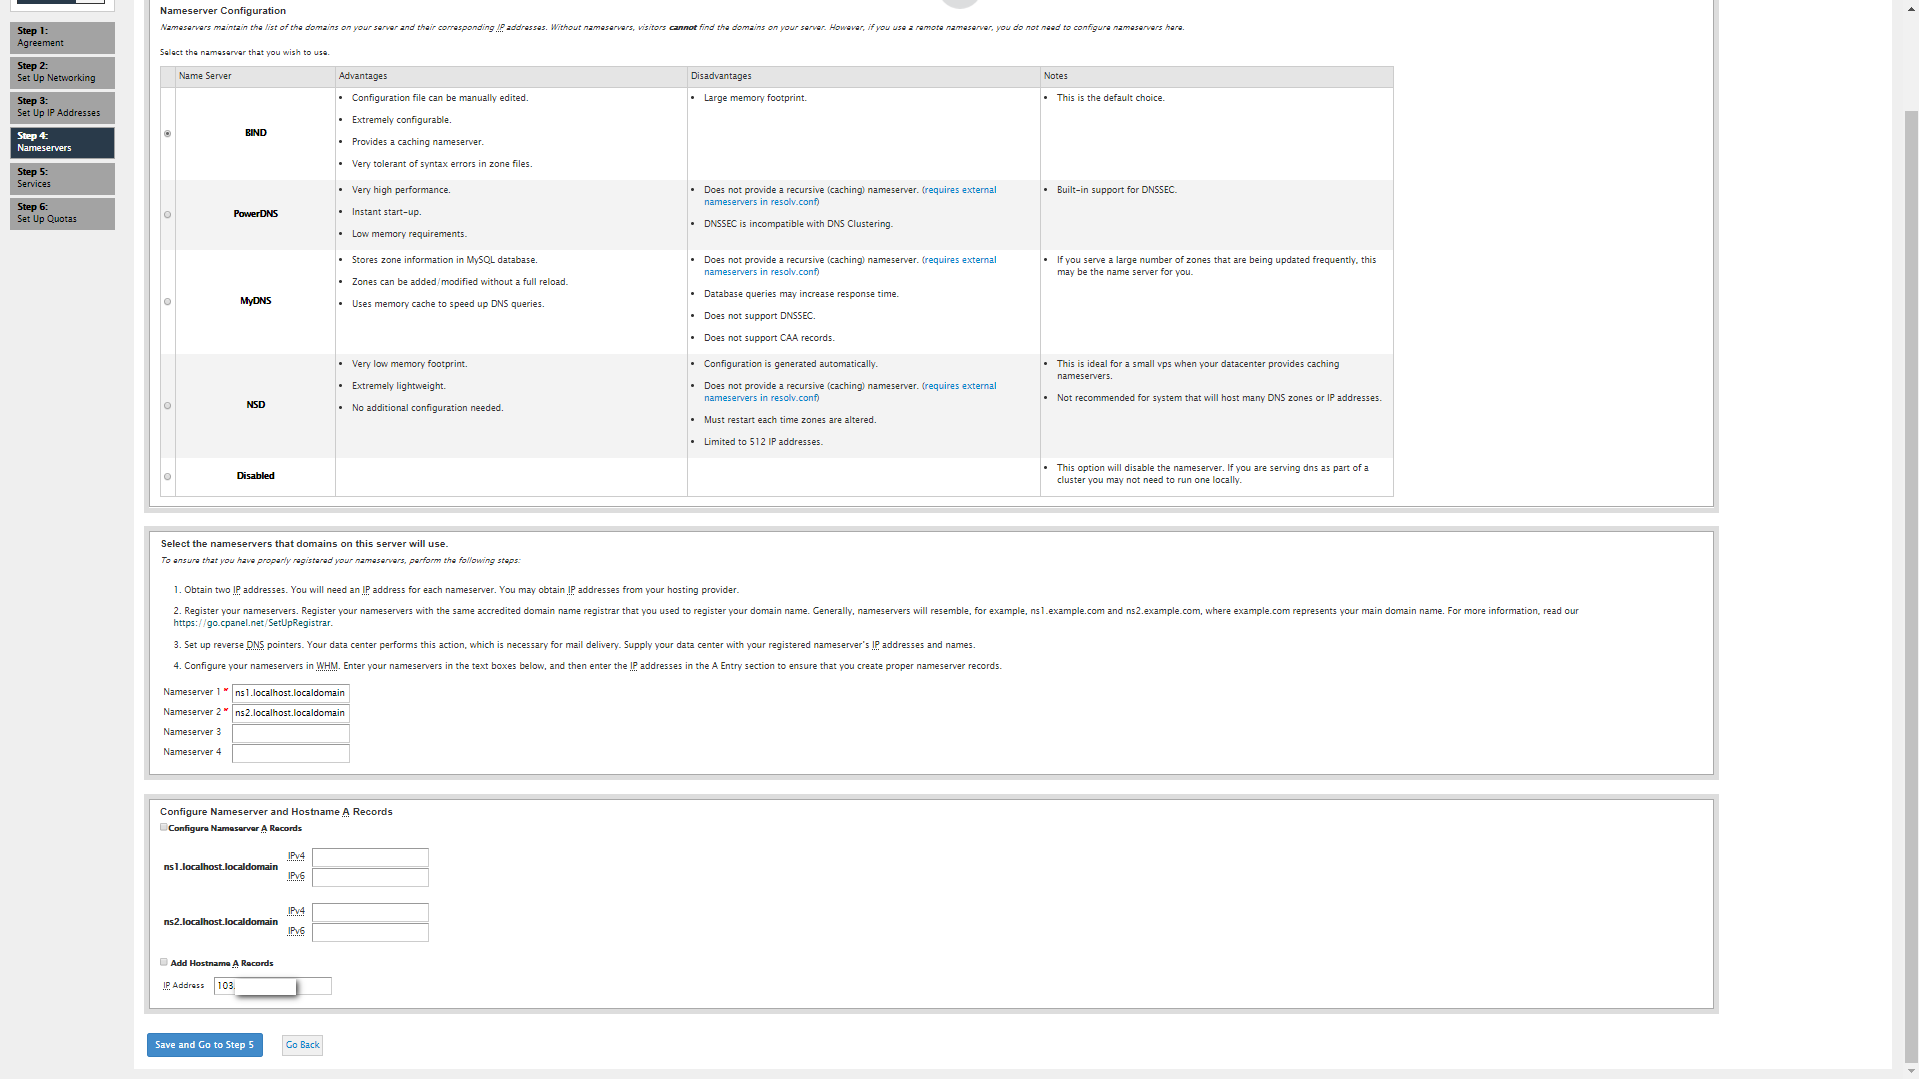 Step 1:
Agreement
Step 2:
Set Up Networking
Step 3:
Set Up IP Addresses
Step 4:
Nameservers
Step 5:
Services
Step 6:
Set Up Quotas
Nameserver Configuration
Nameservers maintain the list of the domains on your server and their corresponding IP addresses. Without nameservers, visitors cannot find the domains on your server. However, if you use a remote nameserver, you do not need to configure nameservers here.
Select the nameserver that you wish to use.
Name Server Advantages Disadvantages Notes
BIND
• Configuration file can be manually edited.
• Extremely configurable.
• Provides a caching nameserver.
• Very tolerant of syntax errors in zone files.
• Large memory footprint.
• This is the default choice.
PowerDNS
• Very high performance.
• Instant start-up.
• Low memory requirements.
• Does not provide a recursive (caching) nameserver. (requires external
nameservers in resolv.conf)
• DNSSEC is incompatible with DNS Clustering.
• Built-in support for DNSSEC.
MyDNS
• Stores zone information in MySQL database.
• Zones can be added/modified without a full reload.
• Uses memory cache to speed up DNS queries.
• Does not provide a recursive (caching) nameserver. (requires external
nameservers in resolv.conf)
• Database queries may increase response time.
• Does not support DNSSEC.
• Does not support CAA records.
• If you serve a large number of zones that are being updated frequently, this
may be the name server for you.
NSD
• Very low memory footprint.
• Extremely lightweight.
• No additional configuration needed.
• Configuration is generated automatically.
• Does not provide a recursive (caching) nameserver. (requires external
nameservers in resolv.conf)
• Must restart each time zones are altered.
• Limited to 512 IP addresses.
• This is ideal for a small vps when your datacenter provides caching
nameservers.
• Not recommended for system that will host many DNS zones or IP addresses.
Disabled
• This option will disable the nameserver. If you are serving dns as part of a
cluster you may not need to run one locally.
Select the nameservers that domains on this server will use.
To ensure that you have properly registered your nameservers, perform the following steps:
1. Obtain two IP addresses. You will need an IP address for each nameserver. You may obtain IP addresses from your hosting provider.
2. Register your nameservers. Register your nameservers with the same accredited domain name registrar that you used to register your domain name. Generally, nameservers will resemble, for example, ns1.example.com and ns2.example.com, where example.com represents your main domain name. For more information, read our
https://go.cpanel.net/SetUpRegistrar.
3. Set up reverse DNS pointers. Your data center performs this action, which is necessary for mail delivery. Supply your data center with your registered nameserver's IP addresses and names.
4. Configure your nameservers in WHM. Enter your nameservers in the text boxes below, and then enter the IP addresses in the A Entry section to ensure that you create proper nameserver records.
Nameserver 1 * ns1.localhost.localdomain
Nameserver 2 * ns2.localhost.localdomain
Nameserver 3
Nameserver 4
Configure Nameserver and Hostname A Records
Configure Nameserver A Records
ns1.localhost.localdomain
IPv4
IPv6
ns2.localhost.localdomain
IPv4
IPv6
Add Hostname A Records
IP Address 103.
Save and Go to Step 5 Go Back